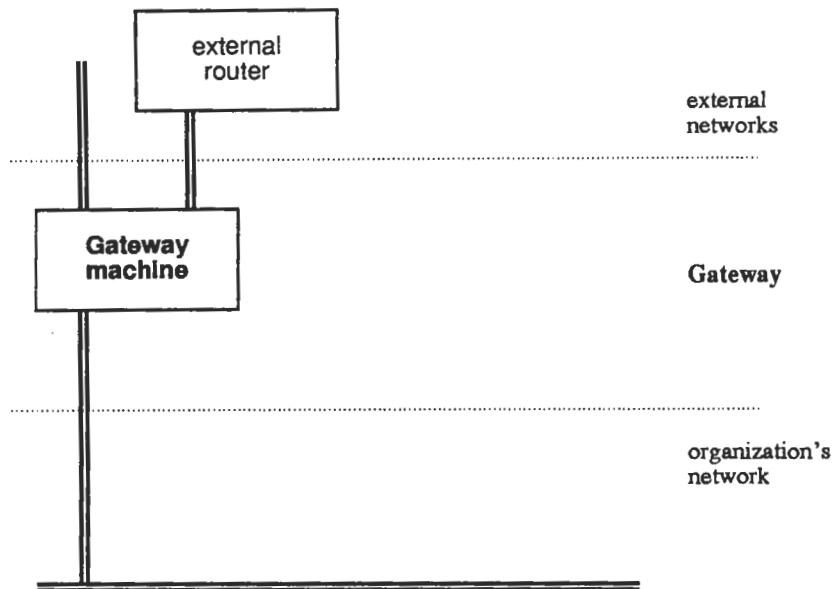 external
router
external
networks
Gateway
machine
Gateway
organization's
network